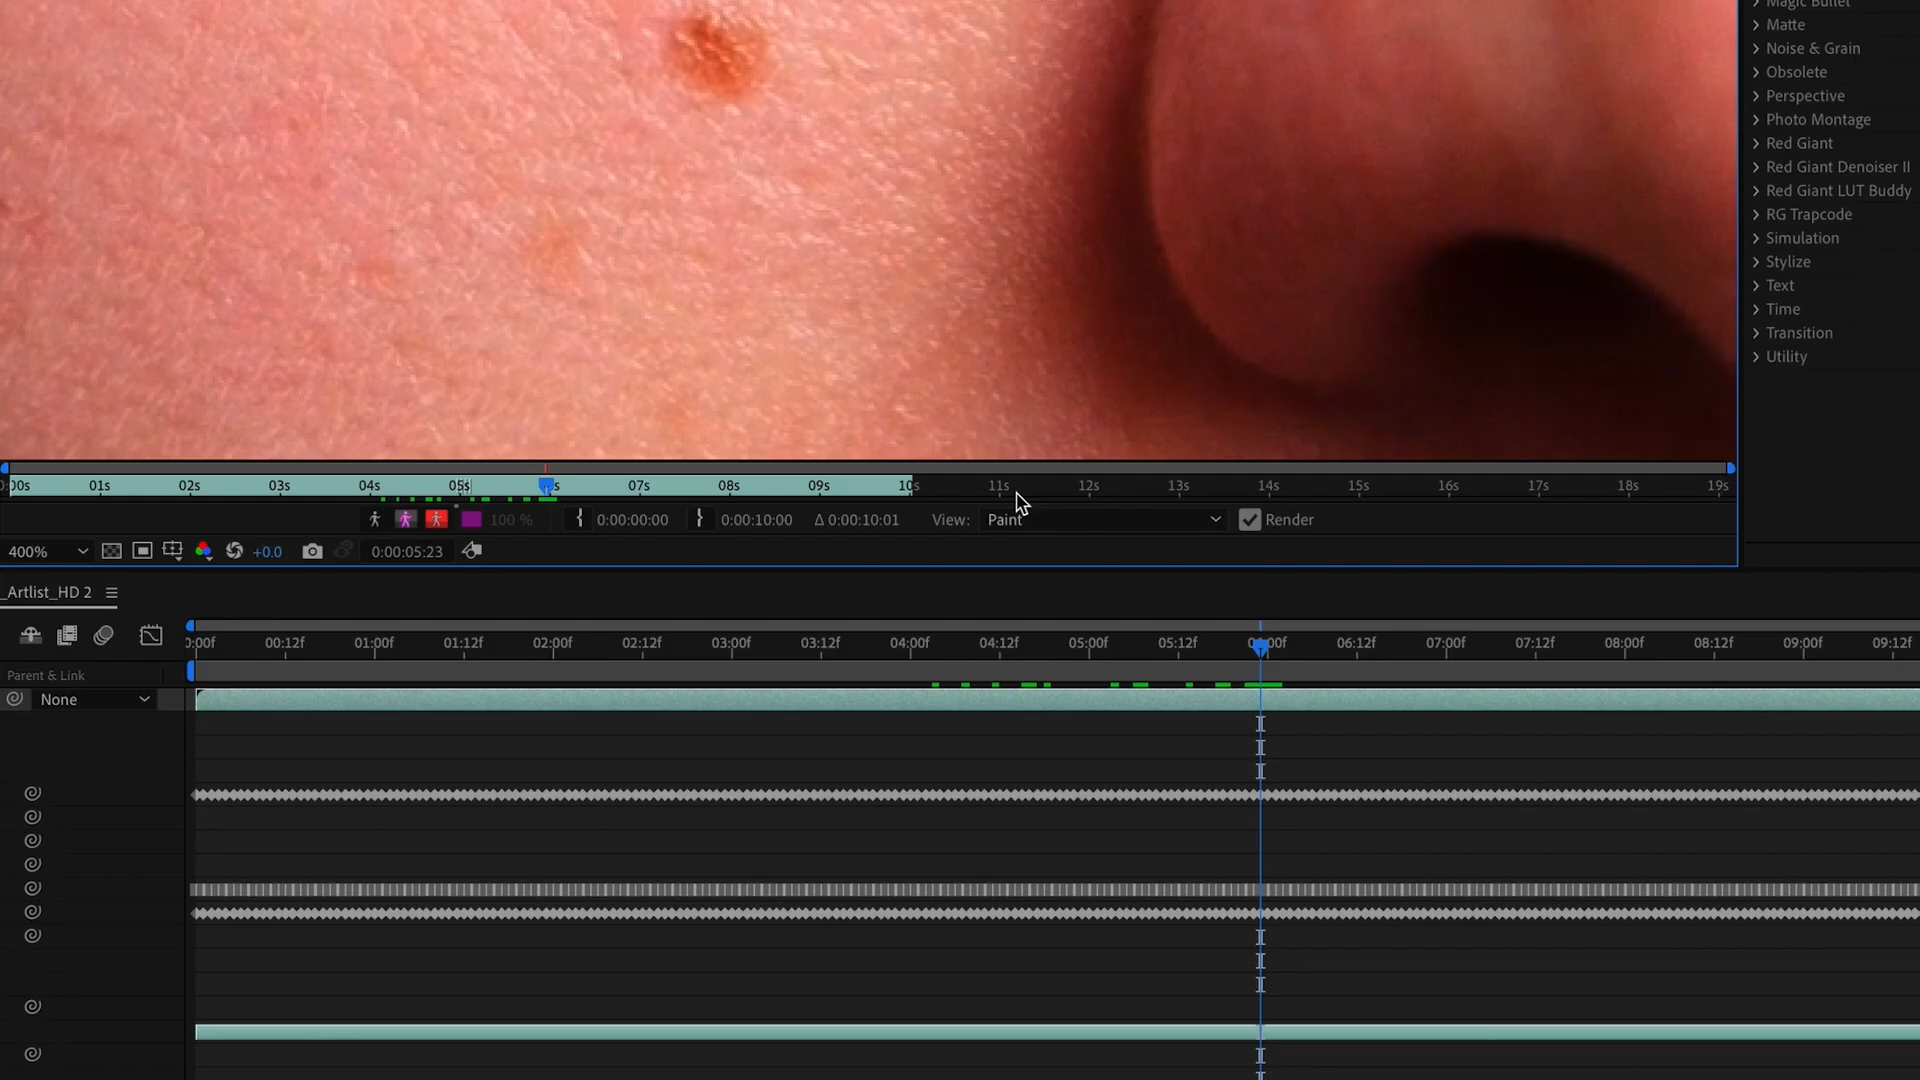 Magic Bullet
Matte
Noise & Grain
Obsolete
Perspective
Photo Montage
Red Giant
Red Giant Denoiser II
Red Giant LUT Buddy
RG Trapcode
Simulation
Stylize
Text
Time
Transition
Utility
00s 01s 02s 03s 04s 05s 07s 08s 09s 10s 11s 12s 13s 14s 15s 16s 17s 18s 19s
100 % 0:00:00:00 0:00:10:00 Δ 0:00:10:01 View: Paint Render
400% +0.0 0:00:05:23
_Artlist_HD 2
0:00f 00:12f 01:00f 01:12f 02:00f 02:12f 03:00f 03:12f 04:00f 04:12f 05:00f 05:12f 06:00f 06:12f 07:00f 07:12f 08:00f 08:12f 09:00f 09:12f
Parent & Link
None